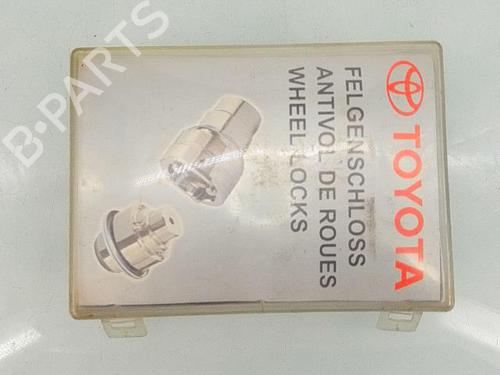 TOYOTA
FELGENSCHLOSS
ANTIVOL DE ROUES
WHEEL LOCKS
B-PARTS